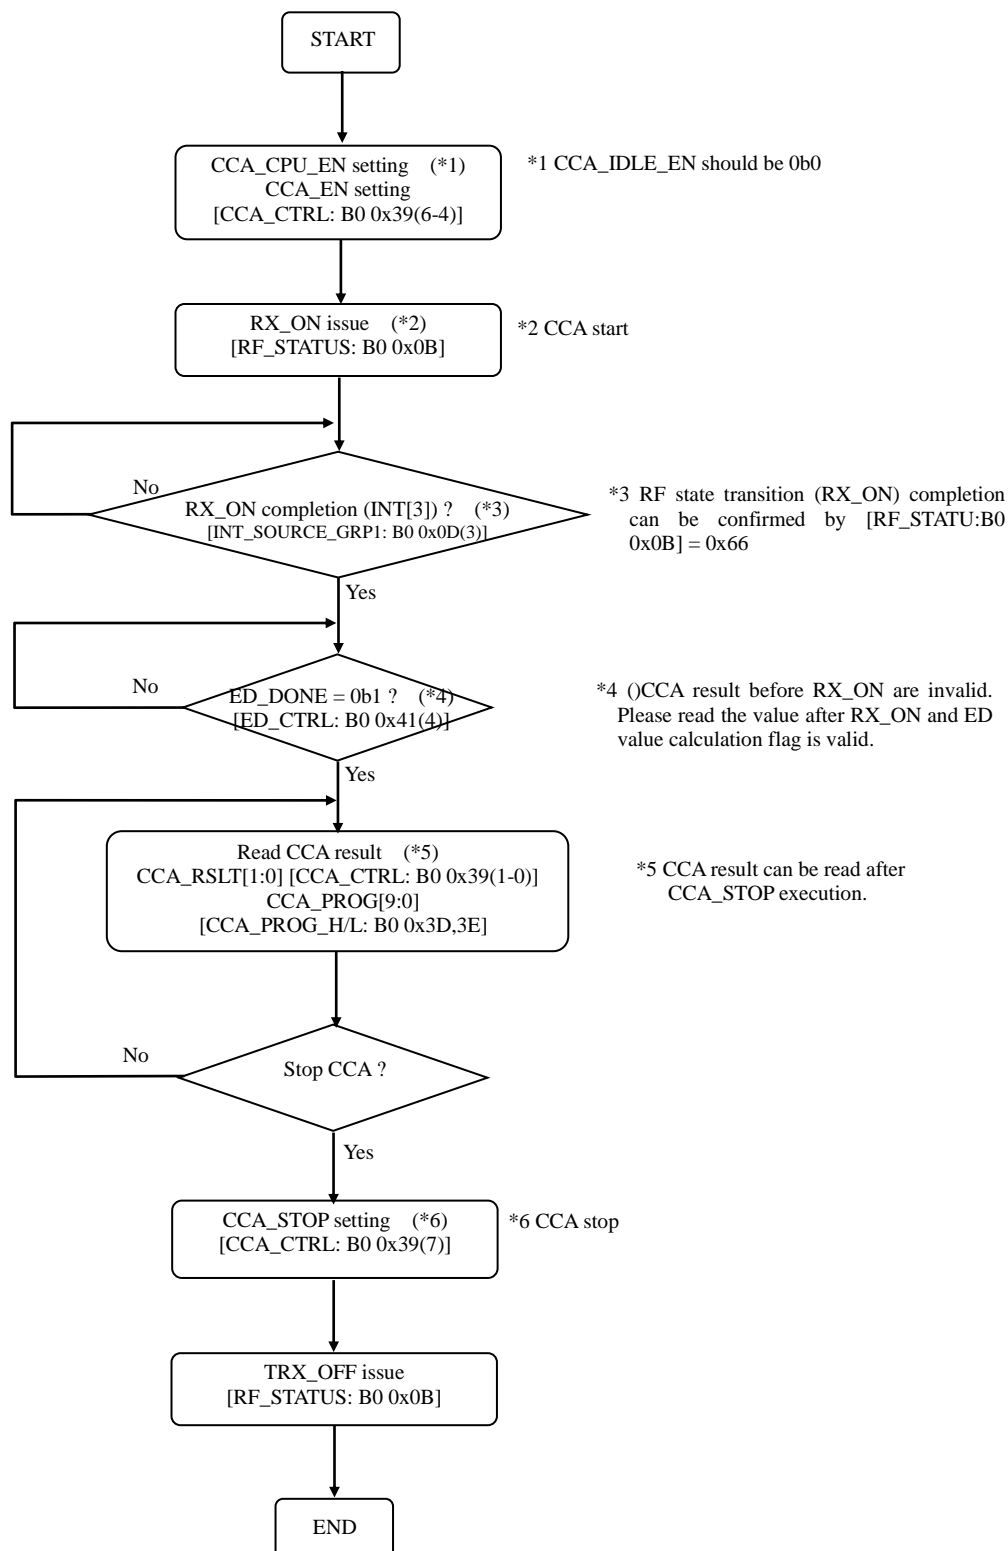 START
CCA_CPU_EN setting (*1)
CCA_EN setting
[CCA_CTRL: B0 0x39(6-4)]
*1 CCA_IDLE_EN should be 0b0
RX_ON issue (*2)
[RF_STATUS: B0 0x0B]
*2 CCA start
No
RX_ON completion (INT[3]) ? (*3)
[INT_SOURCE_GRP1: B0 0x0D(3)]
*3 RF state transition (RX_ON) completion
can be confirmed by [RF_STATU:B0
0x0B] = 0x66
Yes
No
ED_DONE = 0b1 ? (*4)
[ED_CTRL: B0 0x41(4)]
*4 ()CCA result before RX_ON are invalid.
Please read the value after RX_ON and ED
value calculation flag is valid.
Yes
Read CCA result (*5)
CCA_RSLT[1:0] [CCA_CTRL: B0 0x39(1-0)]
CCA_PROG[9:0]
[CCA_PROG_H/L: B0 0x3D,3E]
*5 CCA result can be read after
CCA_STOP execution.
No
Stop CCA ?
Yes
CCA_STOP setting (*6)
[CCA_CTRL: B0 0x39(7)]
*6 CCA stop
TRX_OFF issue
[RF_STATUS: B0 0x0B]
END